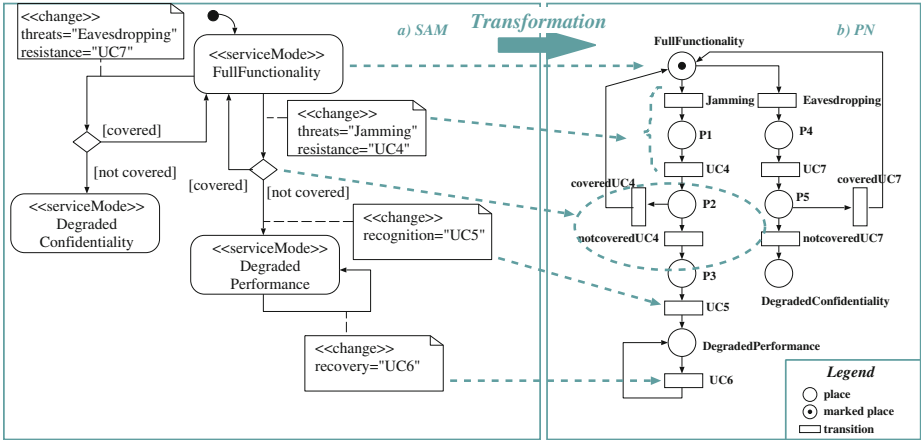 <<change>>
threats="Eavesdropping"
resistance="UC7"
a) SAM
Transformation
b) PN
<<serviceMode>>
FullFunctionality
[covered]
[not covered]
<<change>>
threats="Jamming"
resistance="UC4"
[covered]
[not covered]
<<serviceMode>>
Degraded
Confidentiality
<<change>>
recognition="UC5"
<<serviceMode>>
Degraded
Performance
<<change>>
recovery="UC6"
FullFunctionality
Jamming
Eavesdropping
P1
P4
UC4
UC7
coveredUC4
coveredUC7
P2
P5
notcoveredUC4
notcoveredUC7
P3
DegradedConfidentiality
UC5
DegradedPerformance
UC6
Legend
place
marked place
transition